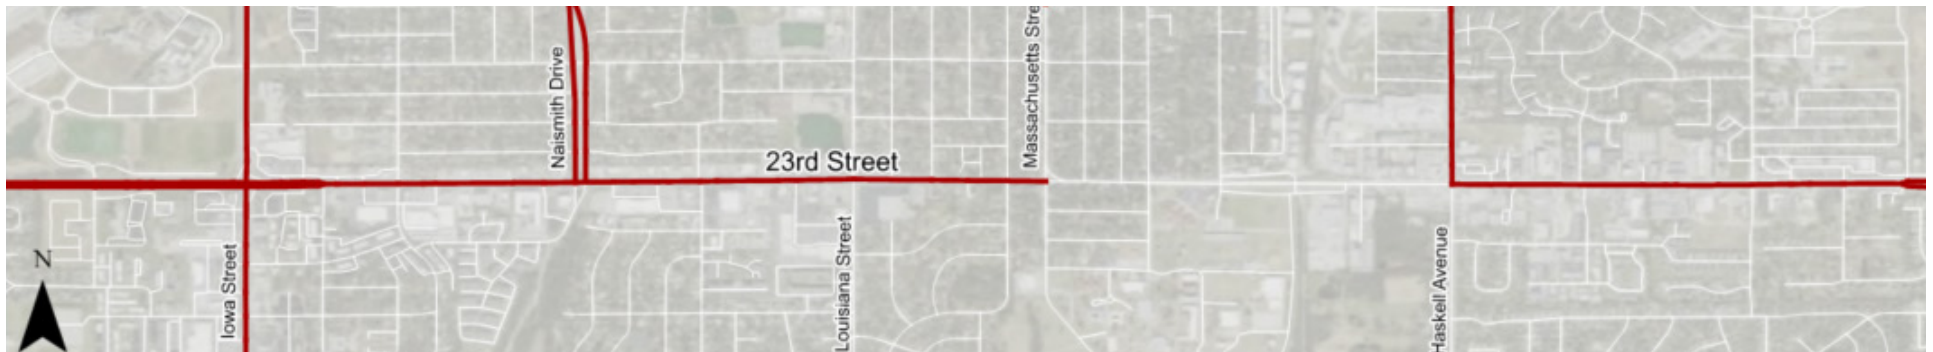 Naismith Drive
Massachusetts Stre
23rd Street
Iowa Street
Louisiana Street
Haskell Avenue
N